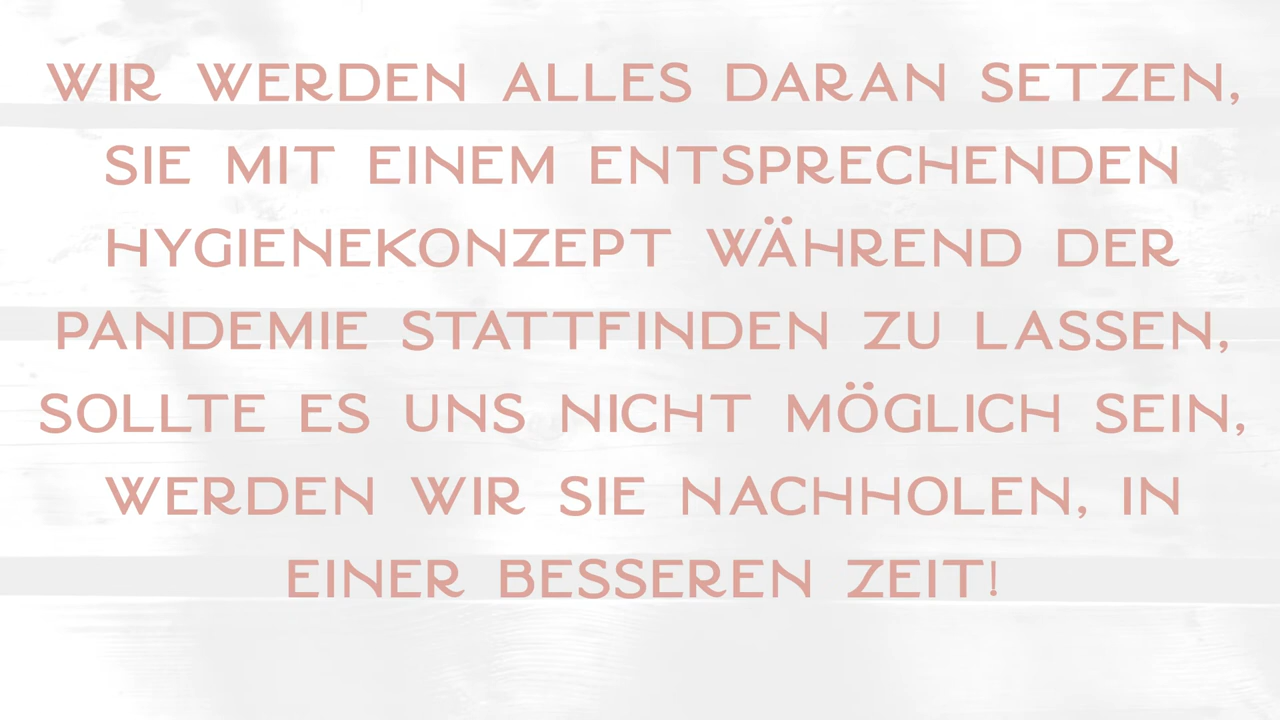 WIR WERDEN ALLES DARAN SETZEN,
SIE MIT EINEM ENTSPRECHENDEN
HYGIENEKONZEPT WÄHREND DER
PANDEMIE STATTFINDEN ZU LASSEN,
SOLLTE ES UNS NICHT MÖGLICH SEIN,
WERDEN WIR SIE NACHHOLEN, IN
EINER BESSEREN ZEIT!